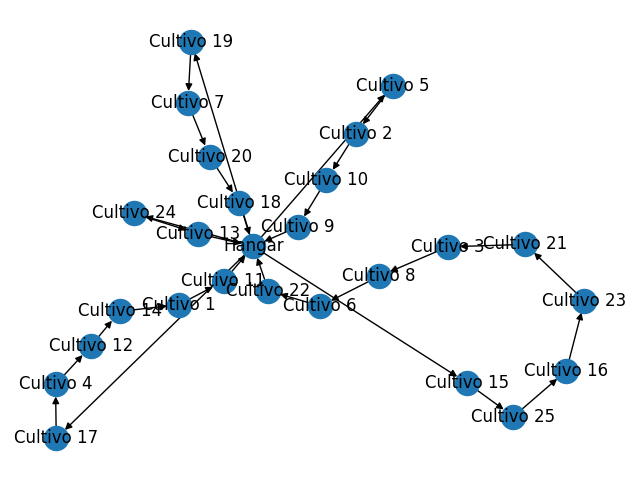 Cultivo 19
Cultivo 5
Cultivo 7
Cultivo 2
Cultivo 20
Cultivo 10
Cultivo 18
Cultivo 24
Cultivo 9
Cultivo 13
Hangar
Cultivo 3
Cultivo 21
Cultivo 8
Cultivo 11
Cultivo 22
Cultivo 23
Cultivo 1
Cultivo 6
Cultivo 14
Cultivo 12
Cultivo 16
Cultivo 4
Cultivo 15
Cultivo 25
Cultivo 17